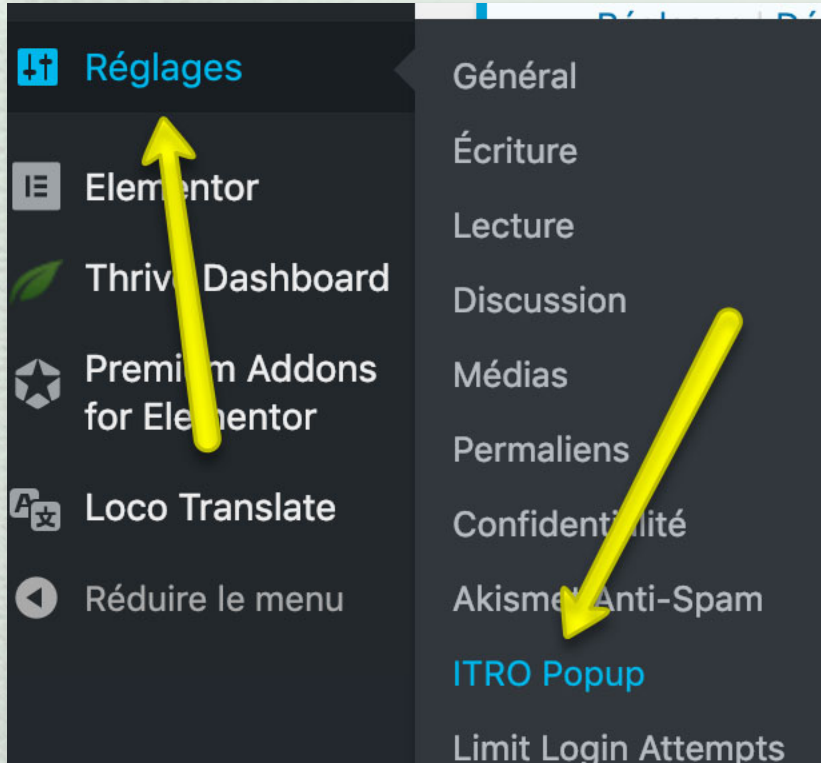 Réglages
Elementor
Thrive Dashboard
Premium Addons
for Elementor
Loco Translate
Réduire le menu
Général
Écriture
Lecture
Discussion
Médias
Permaliens
Confidentialité
Akismet Anti-Spam
ITRO Popup
Limit Login Attempts